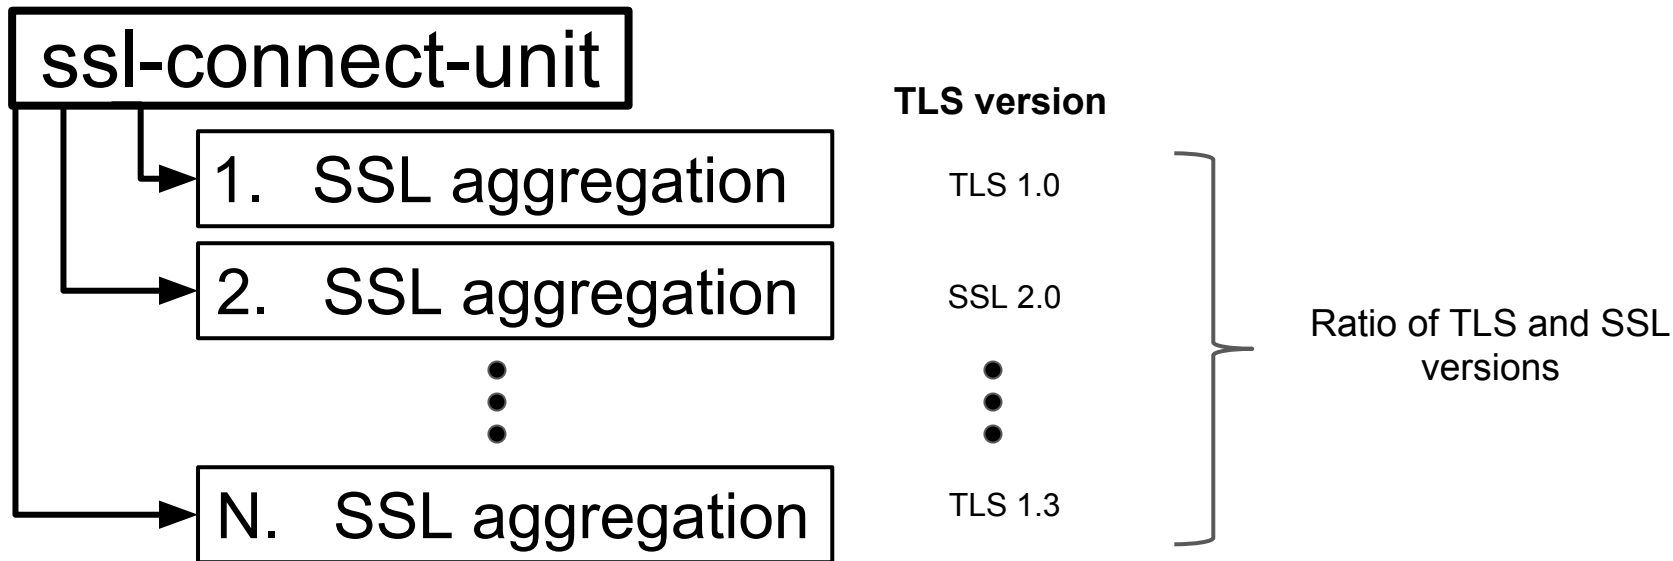 ssl-connect-unit
TLS version
1. SSL aggregation
TLS 1.0
2. SSL aggregation
SSL 2.0
Ratio of TLS and SSL
versions
N. SSL aggregation
TLS 1.3